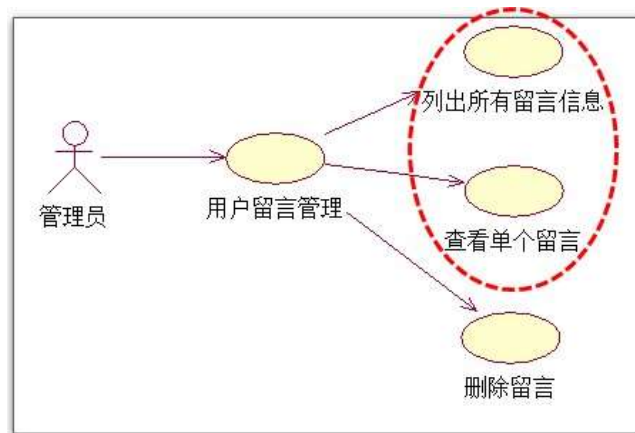 列出所有留言信息
管理员
用户留言管理
查看单个留言
删除留言